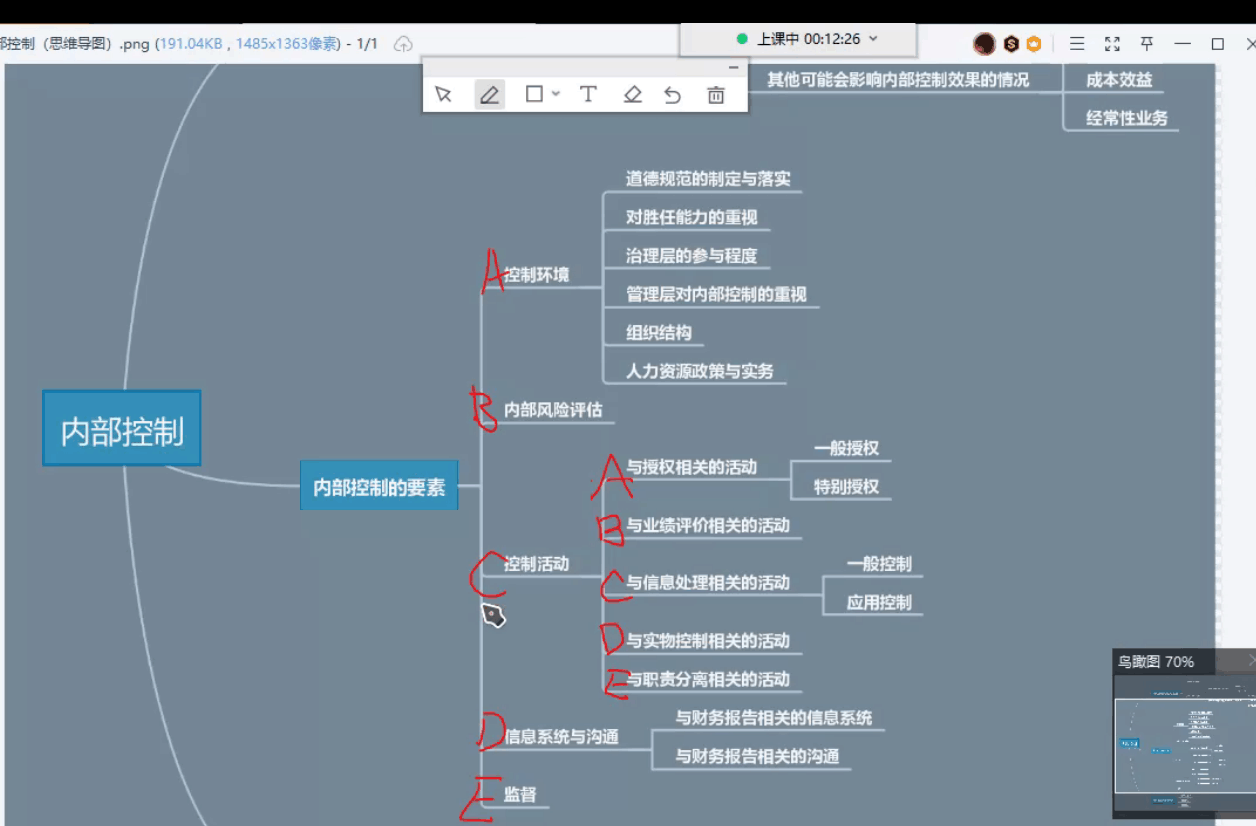 部控制（思维导图）.png (191.04KB , 1485x1363像素) - 1/1
上课中 00:12:26
T
其他可能会影响内部控制效果的情况
成本效益
经常性业务
道德规范的制定与落实
对胜任能力的重视
治理层的参与程度
A 控制环境
管理层对内部控制的重视
组织结构
人力资源政策与实务
B 内部风险评估
内部控制
内部控制的要素
A 与授权相关的活动
一般授权
特别授权
B 与业绩评价相关的活动
C 控制活动
C 与信息处理相关的活动
一般控制
应用控制
D 与实物控制相关的活动
E 与职责分离相关的活动
D 信息系统与沟通
与财务报告相关的信息系统
与财务报告相关的沟通
E 监督
鸟瞰图 70%